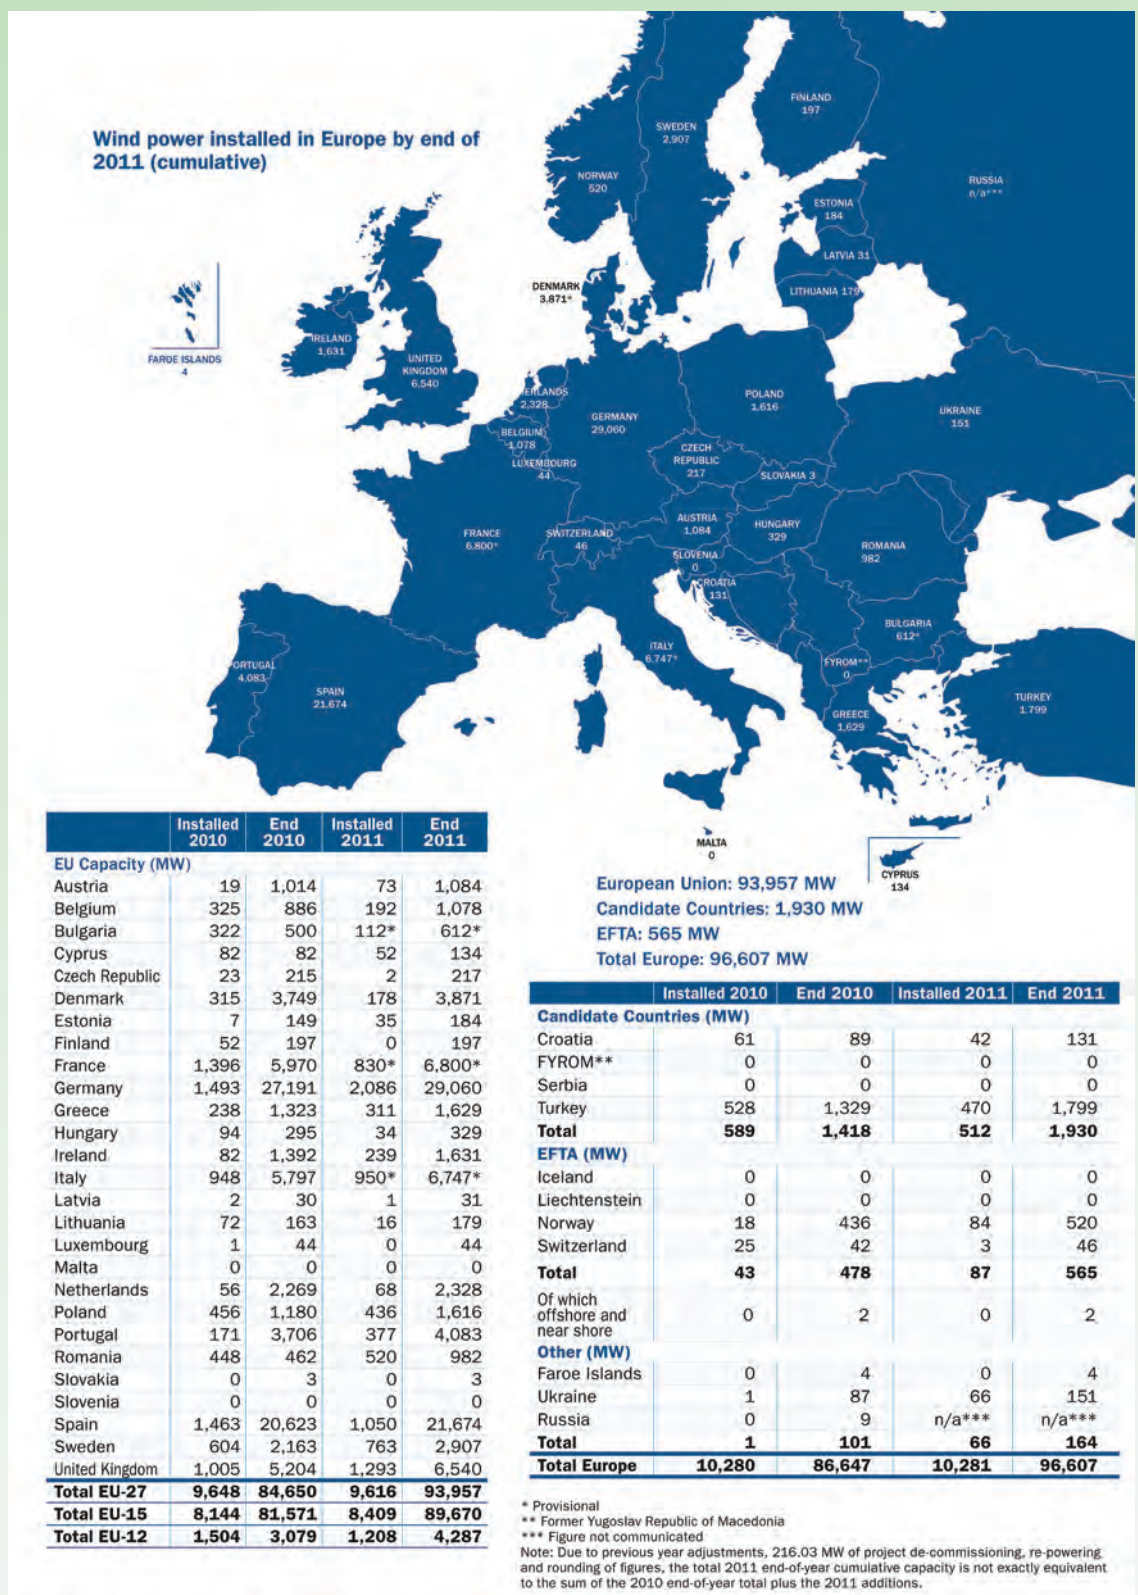 Wind power installed in Europe by end of
2011 (cumulative)
FINLAND
197
SWEDEN
2,907
NORWAY
520
RUSSIA
n/a***
ESTONIA
184
LATVIA 31
LITHUANIA 179
DENMARK
3,871*
FAROE ISLANDS
4
IRELAND
1,631
UNITED
KINGDOM
6,540
ERLANDS
2,328
BELGIUM
1,078
LUXEMBOURG
44
GERMANY
29,060
POLAND
1,616
UKRAINE
151
CZECH
REPUBLIC
217
SLOVAKIA 3
FRANCE
6,800*
SWITZERLAND
46
AUSTRIA
1,084
HUNGARY
329
ROMANIA
982
SLOVENIA
0
CROATIA
131
BULGARIA
612*
ITALY
6,747*
FYROM**
0
ORTUGAL
4,083
SPAIN
21,674
GREECE
1,629
TURKEY
1,799
MALTA
0
CYPRUS
134
European Union: 93,957 MW
Candidate Countries: 1,930 MW
EFTA: 565 MW
Total Europe: 96,607 MW
Installed 2010 End 2010 Installed 2011 End 2011
EU Capacity (MW)
Austria 19 1,014 73 1,084
Belgium 325 886 192 1,078
Bulgaria 322 500 112* 612*
Cyprus 82 82 52 134
Czech Republic 23 215 2 217
Denmark 315 3,749 178 3,871
Estonia 7 149 35 184
Finland 52 197 0 197
France 1,396 5,970 830* 6,800*
Germany 1,493 27,191 2,086 29,060
Greece 238 1,323 311 1,629
Hungary 94 295 34 329
Ireland 82 1,392 239 1,631
Italy 948 5,797 950* 6,747*
Latvia 2 30 1 31
Lithuania 72 163 16 179
Luxembourg 1 44 0 44
Malta 0 0 0 0
Netherlands 56 2,269 68 2,328
Poland 456 1,180 436 1,616
Portugal 171 3,706 377 4,083
Romania 448 462 520 982
Slovakia 0 3 0 3
Slovenia 0 0 0 0
Spain 1,463 20,623 1,050 21,674
Sweden 604 2,163 763 2,907
United Kingdom 1,005 5,204 1,293 6,540
Total EU-27 9,648 84,650 9,616 93,957
Total EU-15 8,144 81,571 8,409 89,670
Total EU-12 1,504 3,079 1,208 4,287
Installed 2010 End 2010 Installed 2011 End 2011
Candidate Countries (MW)
Croatia 61 89 42 131
FYROM** 0 0 0 0
Serbia 0 0 0 0
Turkey 528 1,329 470 1,799
Total 589 1,418 512 1,930
EFTA (MW)
Iceland 0 0 0 0
Liechtenstein 0 0 0 0
Norway 18 436 84 520
Switzerland 25 42 3 46
Total 43 478 87 565
Of which
offshore and 0 2 0 2
near shore
Other (MW)
Faroe Islands 0 4 0 4
Ukraine 1 87 66 151
Russia 0 9 n/a*** n/a***
Total 1 101 66 164
Total Europe 10,280 86,647 10,281 96,607
* Provisional
** Former Yugoslav Republic of Macedonia
*** Figure not communicated
Note: Due to previous year adjustments, 216.03 MW of project de-commissioning, re-powering
and rounding of figures, the total 2011 end-of-year cumulative capacity is not exactly equivalent
to the sum of the 2010 end-of-year total plus the 2011 additions.